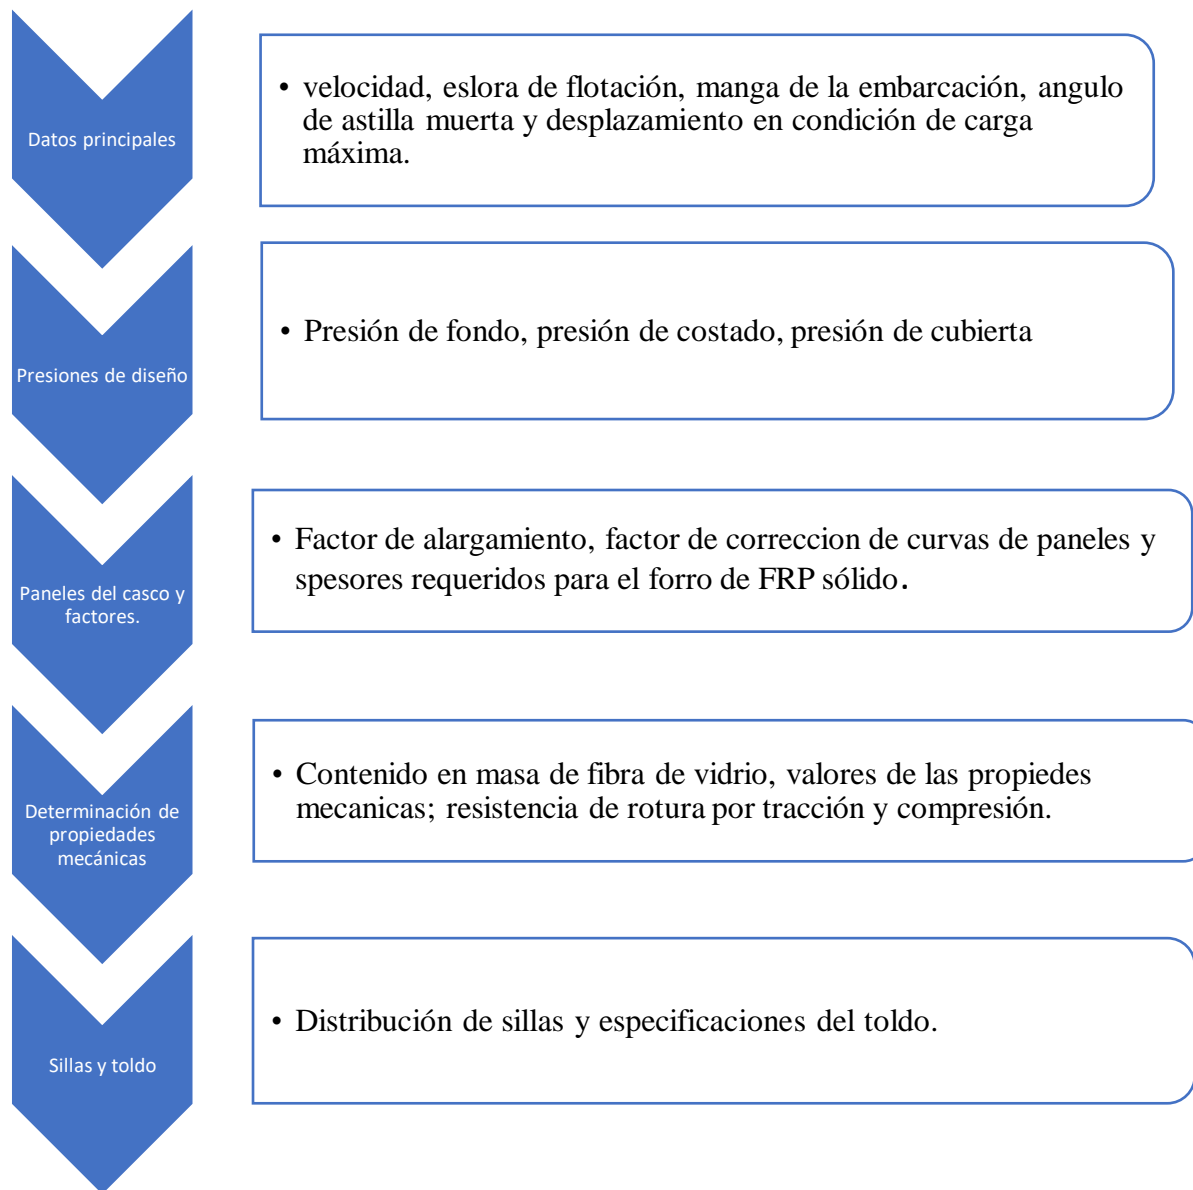 Datos principales
• velocidad, eslora de flotación, manga de la embarcación, angulo
de astilla muerta y desplazamiento en condición de carga
máxima.
Presiones de diseño
• Presión de fondo, presión de costado, presión de cubierta
Paneles del casco y
factores.
• Factor de alargamiento, factor de correccion de curvas de paneles y
spesores requeridos para el forro de FRP sólido.
Determinación de
propiedades
mecánicas
• Contenido en masa de fibra de vidrio, valores de las propiedes
mecanicas; resistencia de rotura por tracción y compresión.
Sillas y toldo
• Distribución de sillas y especificaciones del toldo.